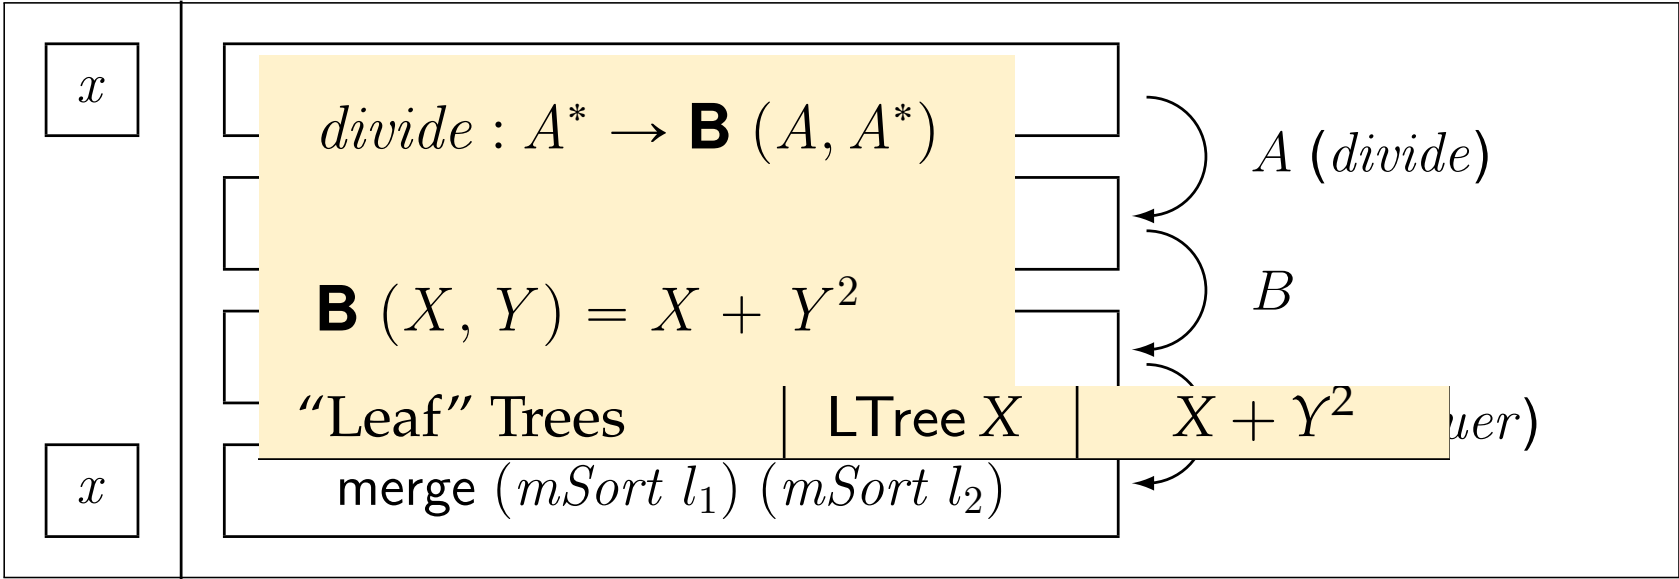 x
divide : A* → B (A, A*)
A (divide)
B (X, Y) = X + Y²
B
"Leaf" Trees | LTree X | X + Y²
uer)
x
merge (mSort l₁) (mSort l₂)